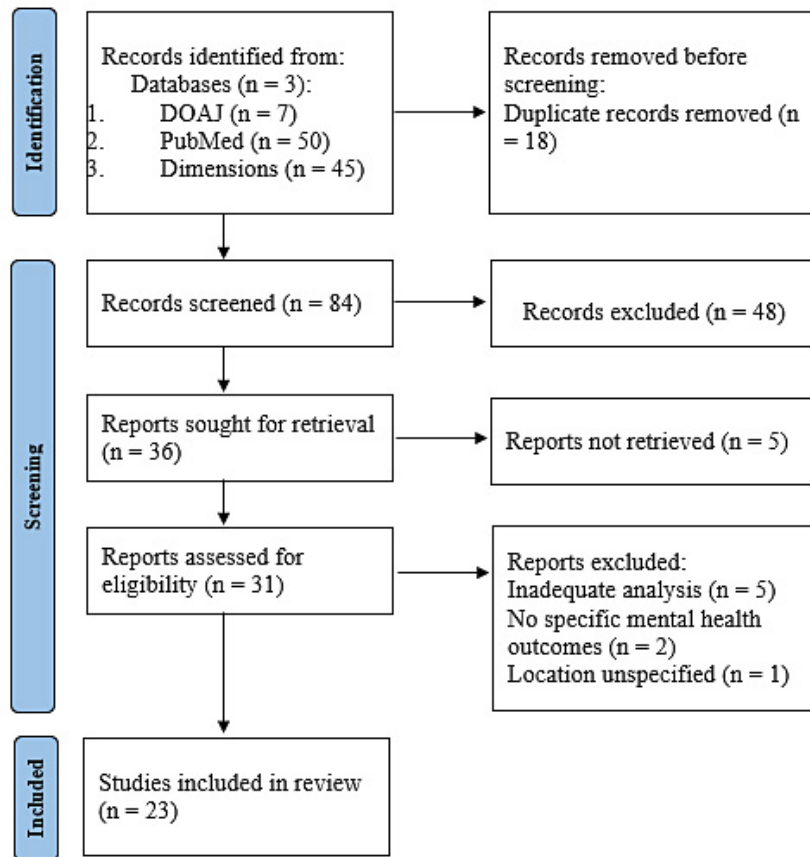 Identification
Records identified from:
Databases (n = 3):
1. DOAJ (n = 7)
2. PubMed (n = 50)
3. Dimensions (n = 45)
Records removed before
screening:
Duplicate records removed (n
= 18)
Screening
Records screened (n = 84)
Records excluded (n = 48)
Reports sought for retrieval
(n = 36)
Reports not retrieved (n = 5)
Reports assessed for
eligibility (n = 31)
Reports excluded:
Inadequate analysis (n = 5)
No specific mental health
outcomes (n = 2)
Location unspecified (n = 1)
Included
Studies included in review
(n = 23)